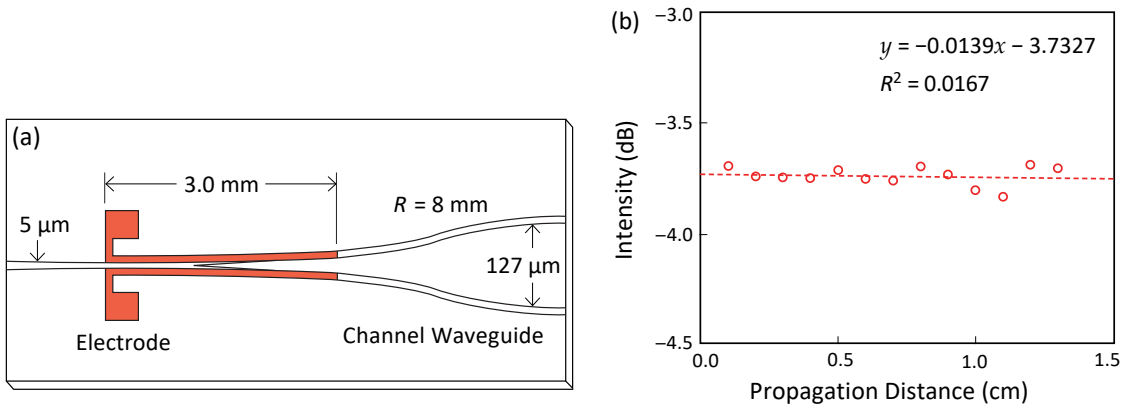 (a)
3.0 mm
R = 8 mm
5 µm
127 µm
Electrode
Channel Waveguide
(b)
−3.0
−3.5
−4.0
−4.5
Intensity (dB)
y = −0.0139x − 3.7327
R² = 0.0167
0.0 0.5 1.0 1.5
Propagation Distance (cm)